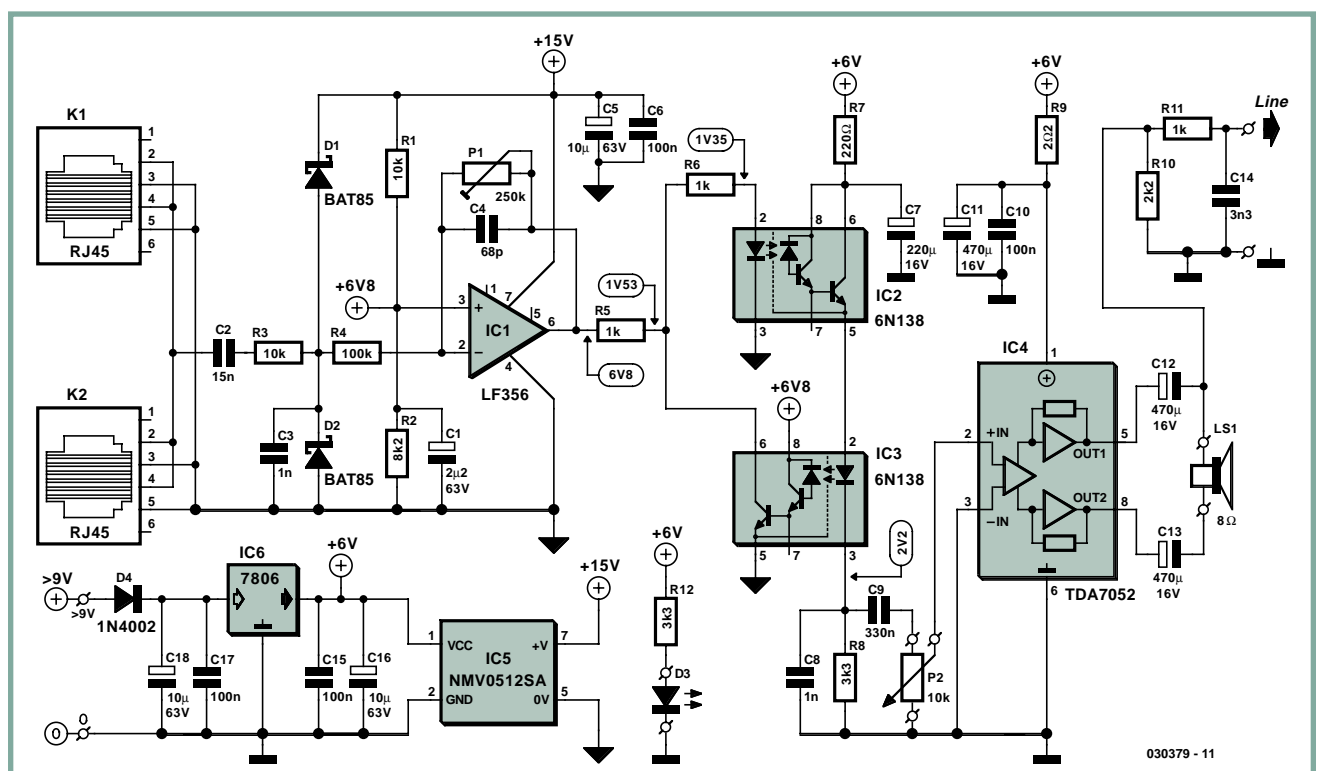 +15V
K1
1
2
3
4
5
6
RJ45
K2
1
2
3
4
5
6
RJ45
C2
15n
R3
10k
D1
BAT85
R1
10k
+6V8
R4
100k
C3
1n
D2
BAT85
R2
8k2
C1
2μ2
63V
P1
250k
C4
68p
3
+
2
−
1
7
5
6
4
IC1
LF356
C5
10μ
63V
C6
100n
R5
1k
6V8
1V53
R6
1k
1V35
+6V
R7
220Ω
2
8
6
3
7
5
IC2
6N138
C7
220μ
16V
+6V8
6
8
2
5
7
3
IC3
6N138
2V2
C8
1n
R8
3k3
C9
330n
P2
10k
+6V
R9
2Ω2
C11
470μ
16V
C10
100n
IC4
1
2
+IN
3
−IN
OUT1
5
OUT2
8
6
TDA7052
C12
470μ
16V
C13
470μ
16V
LS1
8Ω
R11
1k
Line
R10
2k2
C14
3n3
>9V
>9V
D4
1N4002
C18
10μ
63V
C17
100n
IC6
7806
+6V
C15
100n
C16
10μ
63V
0
0
1
VCC
+V
7
IC5
NMV0512SA
2
GND
0V
5
+15V
+6V
R12
3k3
D3
030379 - 11